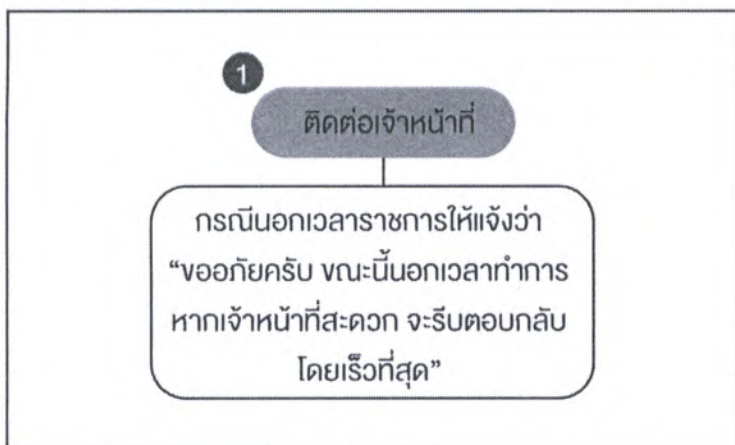 1
ติดต่อเจ้าหน้าที่
กรณีนอกเวลาราชการให้แจ้งว่า
“ขออภัยครับ ขณะนี้นอกเวลาทำการ
หากเจ้าหน้าที่สะดวก จะรีบตอบกลับ
โดยเร็วที่สุด”